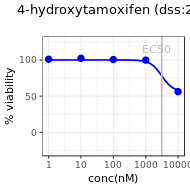 4-hydroxytamoxifen (dss:2
EC50
100
50
0
% viability
1 10 100 1000 10000
conc(nM)